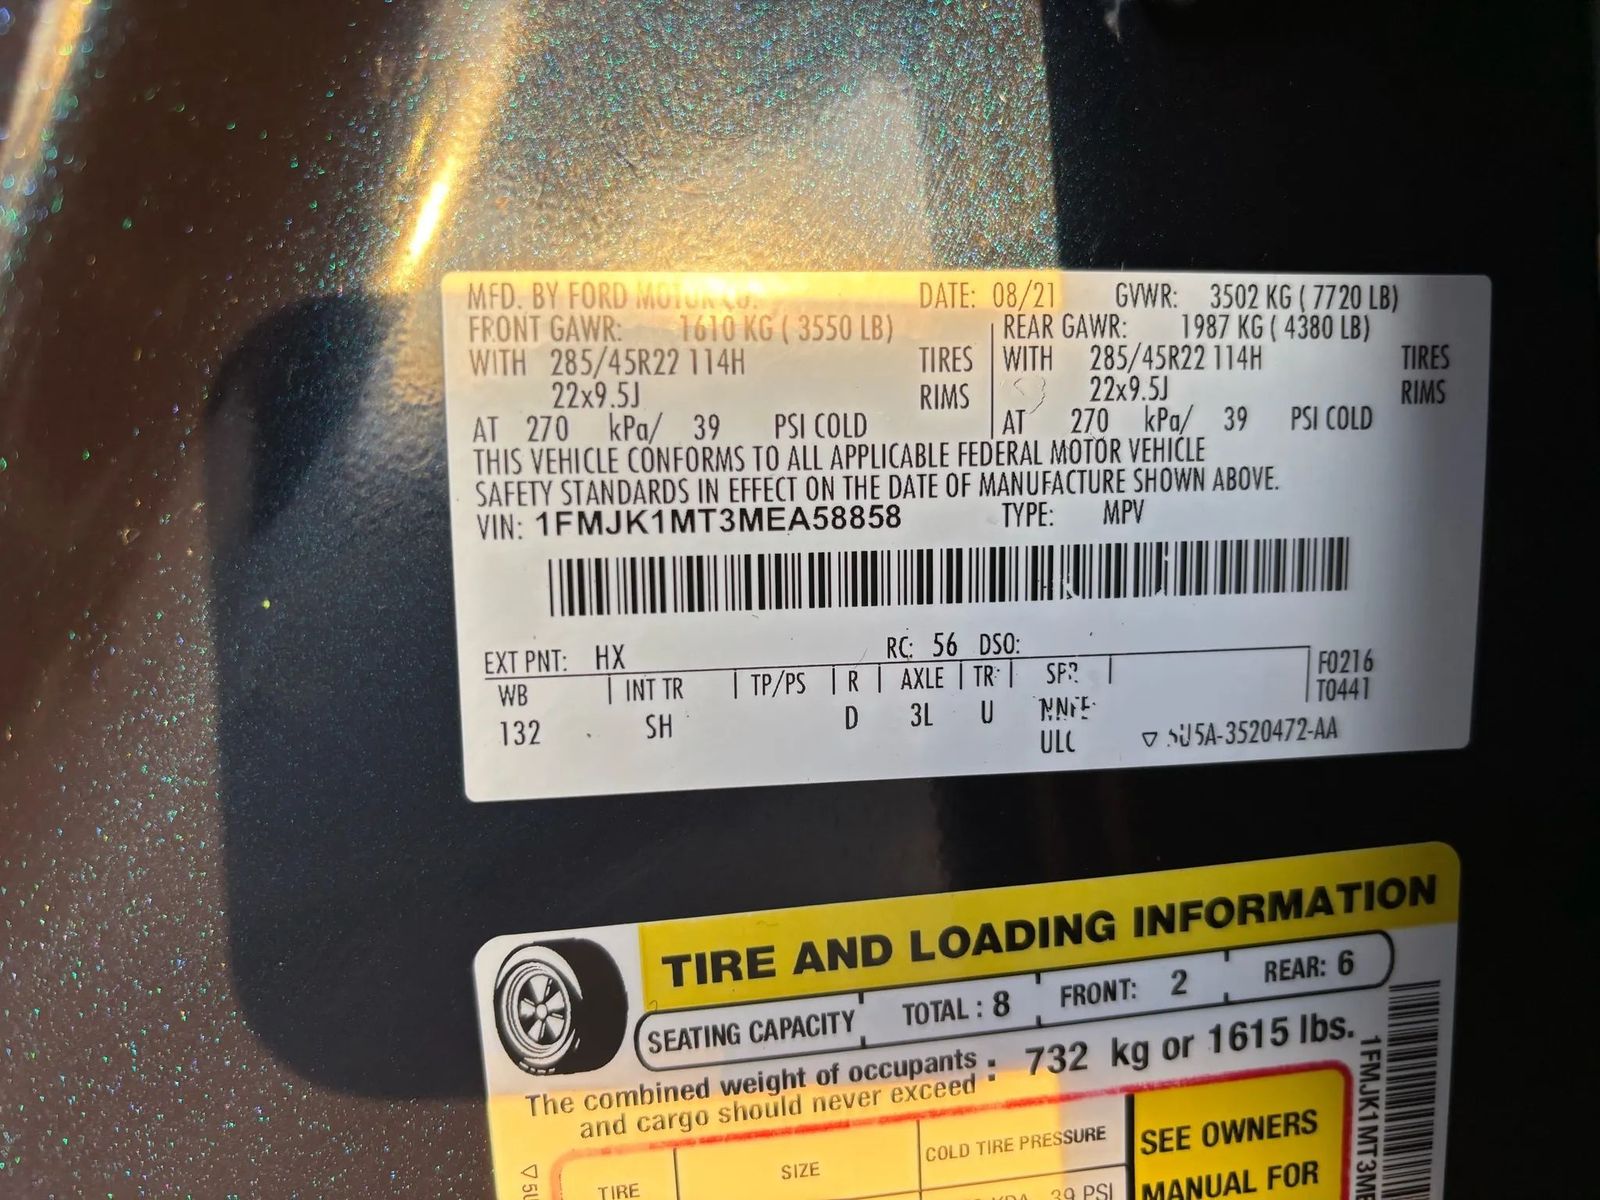 MFD. BY FORD MOTOR CO. DATE: 08/21 GVWR: 3502 KG ( 7720 LB)
FRONT GAWR: 1610 KG ( 3550 LB) REAR GAWR: 1987 KG ( 4380 LB)
WITH 285/45R22 114H TIRES WITH 285/45R22 114H TIRES
22x9.5J RIMS 22x9.5J RIMS
AT 270 kPa/ 39 PSI COLD AT 270 kPa/ 39 PSI COLD
THIS VEHICLE CONFORMS TO ALL APPLICABLE FEDERAL MOTOR VEHICLE
SAFETY STANDARDS IN EFFECT ON THE DATE OF MANUFACTURE SHOWN ABOVE.
VIN: 1FMJK1MT3MEA58858 TYPE: MPV
EXT PNT: HX RC: 56 DSO:
WB INT TR TP/PS R AXLE TR SPR F0216
T0441
132 SH D 3L U
5U5A-3520472-AA
TIRE AND LOADING INFORMATION
SEATING CAPACITY TOTAL : 8 FRONT: 2 REAR: 6
The combined weight of occupants : 732 kg or 1615 lbs.
and cargo should never exceed
TIRE SIZE COLD TIRE PRESSURE SEE OWNERS
39 PSI MANUAL FOR
1FMJK1MT3ME